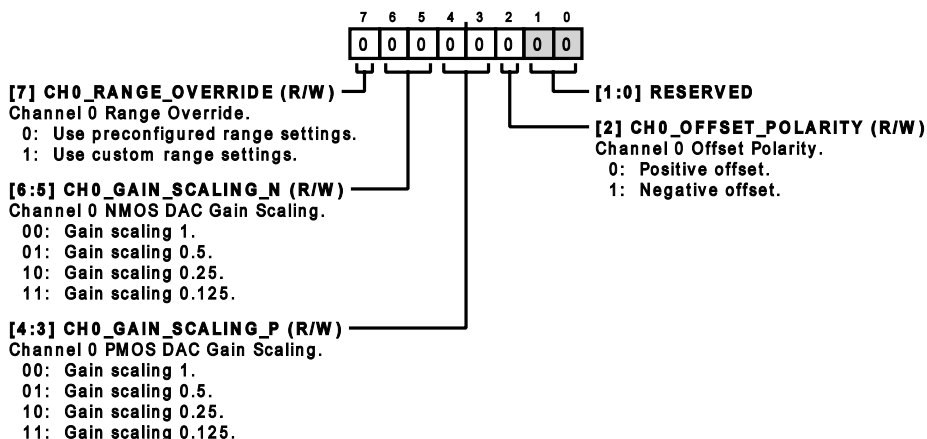 7 6 5 4 3 2 1 0
0 0 0 0 0 0 0 0
[7] CH0_RANGE_OVERRIDE (R/W)
Channel 0 Range Override.
0: Use preconfigured range settings.
1: Use custom range settings.
[6:5] CH0_GAIN_SCALING_N (R/W)
Channel 0 NMOS DAC Gain Scaling.
00: Gain scaling 1.
01: Gain scaling 0.5.
10: Gain scaling 0.25.
11: Gain scaling 0.125.
[4:3] CH0_GAIN_SCALING_P (R/W)
Channel 0 PMOS DAC Gain Scaling.
00: Gain scaling 1.
01: Gain scaling 0.5.
10: Gain scaling 0.25.
11: Gain scaling 0.125.
[1:0] RESERVED
[2] CH0_OFFSET_POLARITY (R/W)
Channel 0 Offset Polarity.
0: Positive offset.
1: Negative offset.